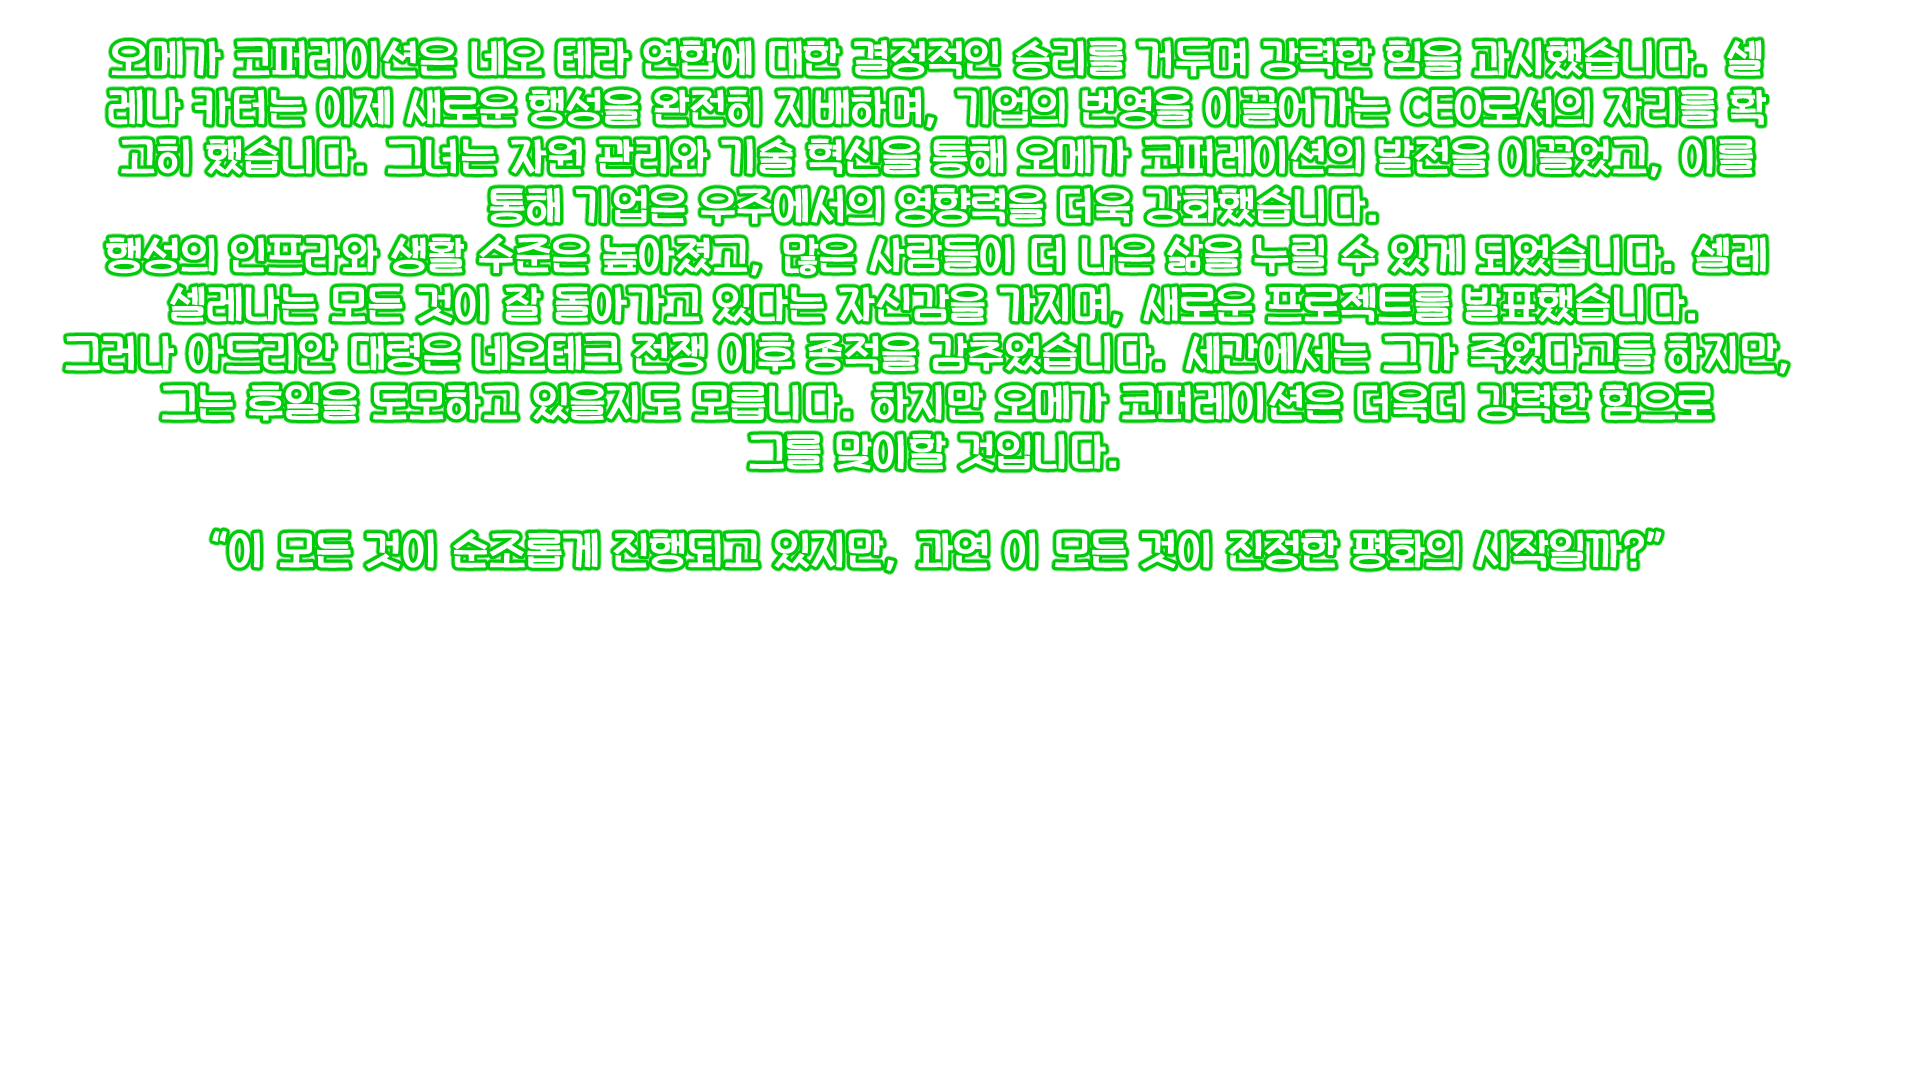 오메가 코퍼레이션은 네오 테라 연합에 대한 결정적인 승리를 거두며 강력한 힘을 과시했습니다. 셀
레나 카터는 이제 새로운 행성을 완전히 지배하며, 기업의 번영을 이끌어가는 CEO로서의 자리를 확
고히 했습니다. 그녀는 자원 관리와 기술 혁신을 통해 오메가 코퍼레이션의 발전을 이끌었고, 이를
통해 기업은 우주에서의 영향력을 더욱 강화했습니다.
행성의 인프라와 생활 수준은 높아졌고, 많은 사람들이 더 나은 삶을 누릴 수 있게 되었습니다. 셀레
셀레나는 모든 것이 잘 돌아가고 있다는 자신감을 가지며, 새로운 프로젝트를 발표했습니다.
그러나 아드리안 대령은 네오테크 전쟁 이후 종적을 감추었습니다. 세간에서는 그가 죽었다고들 하지만,
그는 후일을 도모하고 있을지도 모릅니다. 하지만 오메가 코퍼레이션은 더욱더 강력한 힘으로
그를 맞이할 것입니다.
“이 모든 것이 순조롭게 진행되고 있지만, 과연 이 모든 것이 진정한 평화의 시작일까?”